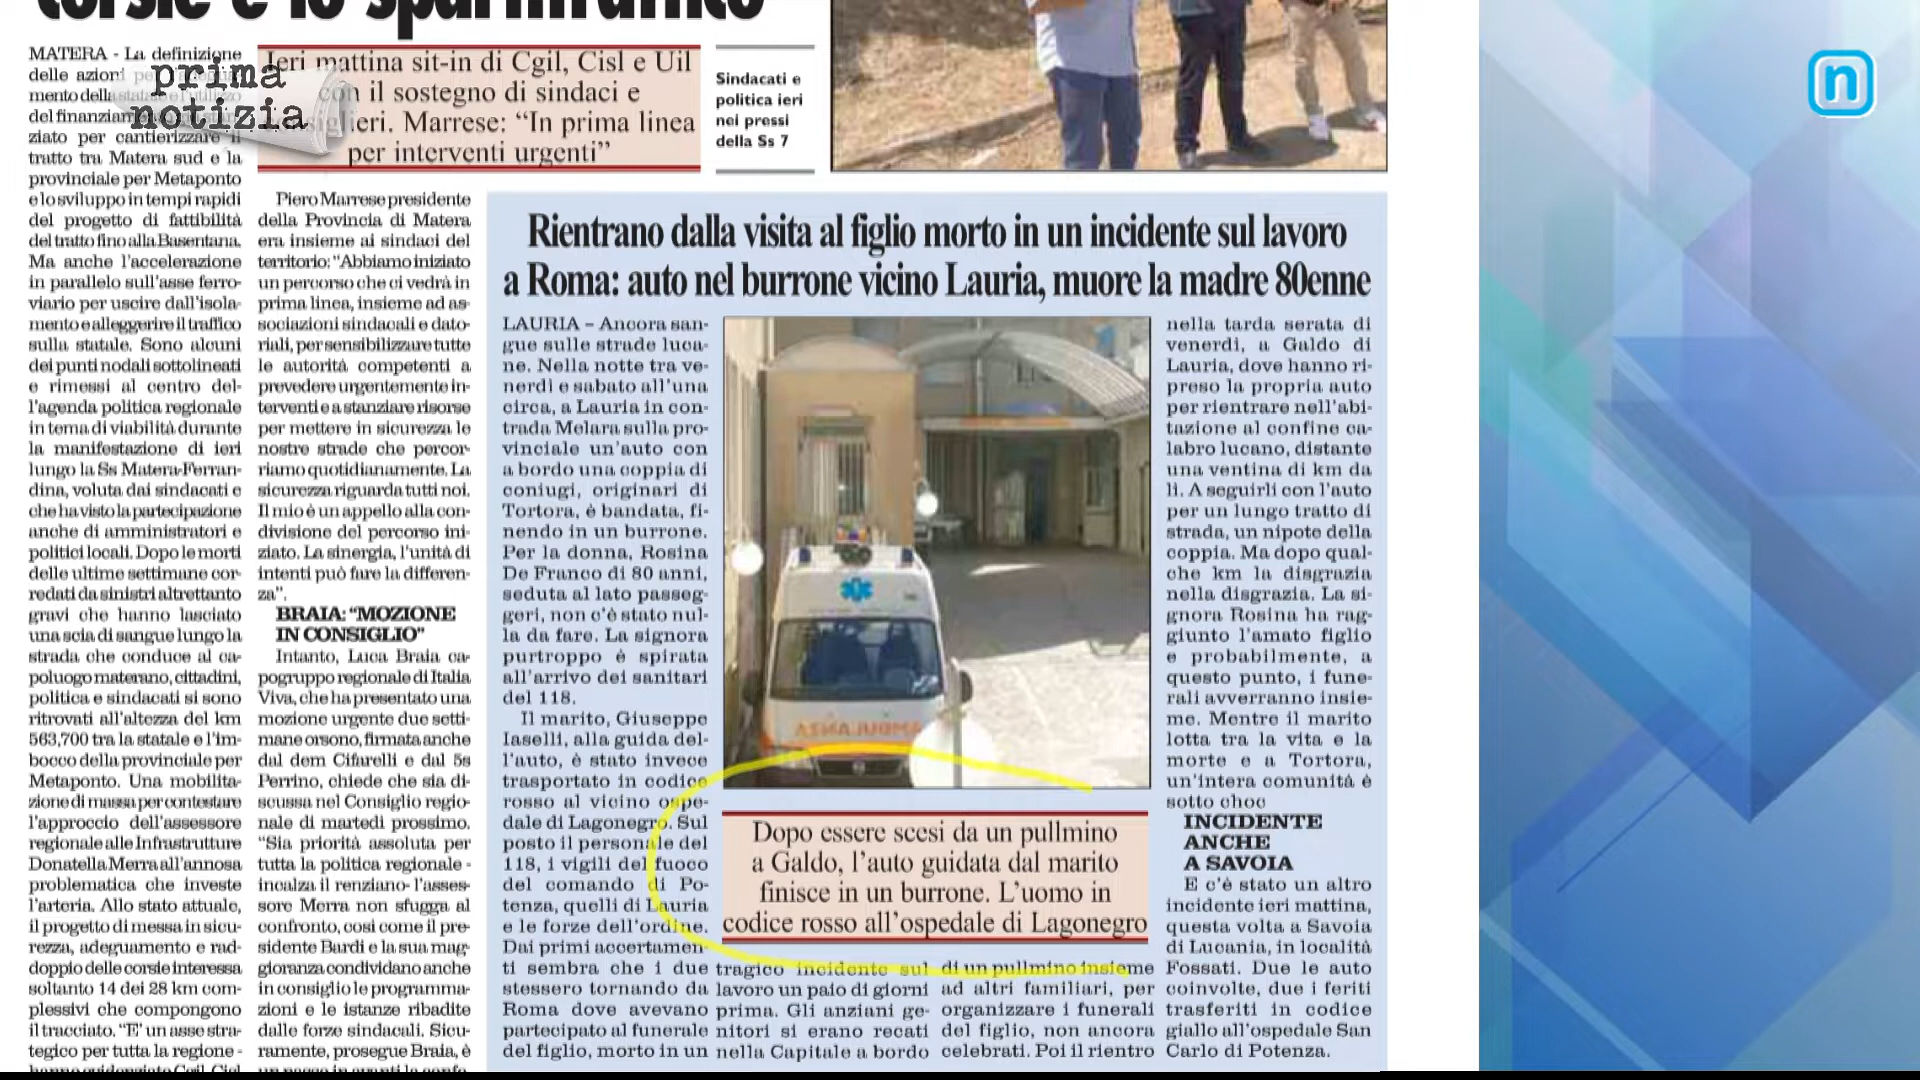 corsie e lo spartitraffico
prima
notizia
MATERA - La definizione
delle azioni
mento della statale e l'utilizzo
del finanziam
ziato per cantierizzare il
tratto tra Matera sud e la
provinciale per Metaponto
e lo sviluppo in tempi rapidi
del progetto di fattibilità
del tratto fino alla Basentana.
Ma anche l'accelerazione
in parallelo sull'asse ferro-
viario per uscire dall'isola-
mento e alleggerire il traffico
sulla statale. Sono alcuni
dei punti nodali sottolineati
e rimessi al centro del-
l'agenda politica regionale
in tema di viabilità durante
la manifestazione di ieri
lungo la Ss Matera-Ferran-
dina, voluta dai sindacati e
che ha visto la partecipazione
anche di amministratori e
politici locali. Dopo le morti
delle ultime settimane cor-
redati da sinistri altrettanto
gravi che hanno lasciato
una scia di sangue lungo la
strada che conduce al ca-
poluogo materano, cittadini,
politica e sindacati si sono
ritrovati all'altezza del km
563,700 tra la statale e l'im-
bocco della provinciale per
Metaponto. Una mobilita-
zione di massa per contestare
l'approccio dell'assessore
regionale alle Infrastrutture
Donatella Merra all'annosa
problematica che investe
l'arteria. Allo stato attuale,
il progetto di messa in sicu-
rezza, adeguamento e rad-
doppio delle corsie interessa
soltanto 14 dei 28 km com-
plessivi che compongono
il tracciato. "E' un asse stra-
tegico per tutta la regione -
hanno evidenziato Cgil, Cisl
Ieri mattina sit-in di Cgil, Cisl e Uil
con il sostegno di sindaci e
consiglieri. Marrese: “In prima linea
per interventi urgenti”
Sindacati e
politica ieri
nei pressi
della Ss 7
Piero Marrese presidente
della Provincia di Matera
era insieme ai sindaci del
territorio: "Abbiamo iniziato
un percorso che ci vedrà in
prima linea, insieme ad as-
sociazioni sindacali e dato-
riali, per sensibilizzare tutte
le autorità competenti a
prevedere urgentemente in-
terventi e a stanziare risorse
per mettere in sicurezza le
nostre strade che percor-
riamo quotidianamente. La
sicurezza riguarda tutti noi.
Il mio è un appello alla con-
divisione del percorso ini-
ziato. La sinergia, l'unità di
intenti può fare la differen-
za".
BRAIA: "MOZIONE
IN CONSIGLIO"
Intanto, Luca Braia ca-
pogruppo regionale di Italia
Viva, che ha presentato una
mozione urgente due setti-
mane orsono, firmata anche
dal dem Cifarelli e dal 5s
Perrino, chiede che sia di-
scussa nel Consiglio regio-
nale di martedì prossimo.
"Sia priorità assoluta per
tutta la politica regionale -
incalza il renziano- l'asses-
sore Merra non sfugga al
confronto, così come il pre-
sidente Bardi e la sua mag-
gioranza condividano anche
in consiglio le programma-
zioni e le istanze ribadite
dalle forze sindacali. Sicu-
ramente, prosegue Braia, è
un passo in avanti la confe-
Rientrano dalla visita al figlio morto in un incidente sul lavoro
a Roma: auto nel burrone vicino Lauria, muore la madre 80enne
LAURIA – Ancora san-
gue sulle strade luca-
ne. Nella notte tra ve-
nerdì e sabato all'una
circa, a Lauria in con-
trada Melara sulla pro-
vinciale un'auto con
a bordo una coppia di
coniugi, originari di
Tortora, è bandata, fi-
nendo in un burrone.
Per la donna, Rosina
De Franco di 80 anni,
seduta al lato passeg-
geri, non c'è stato nul-
la da fare. La signora
purtroppo è spirata
all'arrivo dei sanitari
del 118.
Il marito, Giuseppe
Iaselli, alla guida del-
l'auto, è stato invece
trasportato in codice
rosso al vicino ospe-
dale di Lagonegro. Sul
posto il personale del
118, i vigili del fuoco
del comando di Po-
tenza, quelli di Lauria
e le forze dell'ordine.
Dai primi accertamen-
ti sembra che i due
stessero tornando da
Roma dove avevano
partecipato al funerale
del figlio, morto in un
AMBULANZA
Dopo essere scesi da un pullmino
a Galdo, l'auto guidata dal marito
finisce in un burrone. L'uomo in
codice rosso all'ospedale di Lagonegro
tragico incidente sul
lavoro un paio di giorni
prima. Gli anziani ge-
nitori si erano recati
nella Capitale a bordo
di un pullmino insieme
ad altri familiari, per
organizzare i funerali
del figlio, non ancora
celebrati. Poi il rientro
nella tarda serata di
venerdì, a Galdo di
Lauria, dove hanno ri-
preso la propria auto
per rientrare nell'abi-
tazione al confine ca-
labro lucano, distante
una ventina di km da
lì. A seguirli con l'auto
per un lungo tratto di
strada, un nipote della
coppia. Ma dopo qual-
che km la disgrazia
nella disgrazia. La si-
gnora Rosina ha rag-
giunto l'amato figlio
e probabilmente, a
questo punto, i fune-
rali avverranno insie-
me. Mentre il marito
lotta tra la vita e la
morte e a Tortora,
un'intera comunità è
sotto choc
INCIDENTE
ANCHE
A SAVOIA
E c'è stato un altro
incidente ieri mattina,
questa volta a Savoia
di Lucania, in località
Fossati. Due le auto
coinvolte, due i feriti
trasferiti in codice
giallo all'ospedale San
Carlo di Potenza.
n